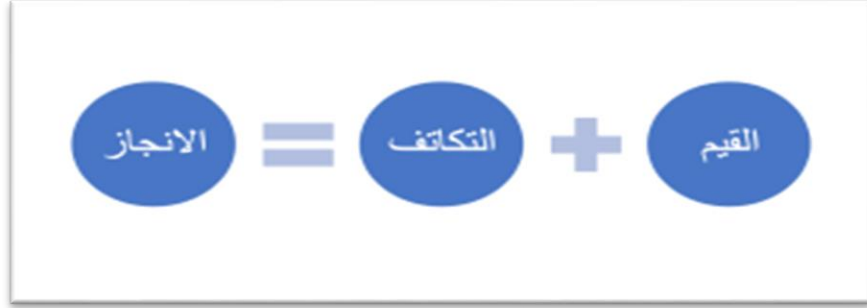 القيم + التكاتف = الانجاز